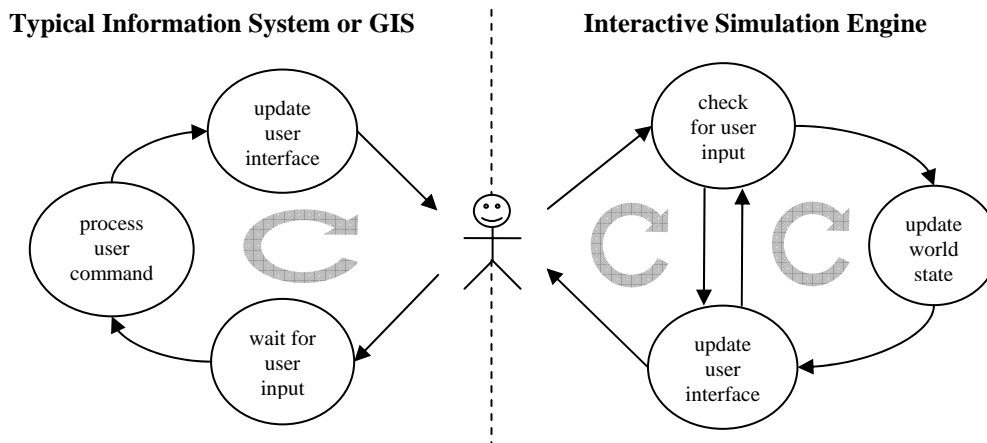 Typical Information System or GIS
Interactive Simulation Engine
update
user
interface
process
user
command
wait for
user
input
check
for user
input
update
world
state
update
user
interface